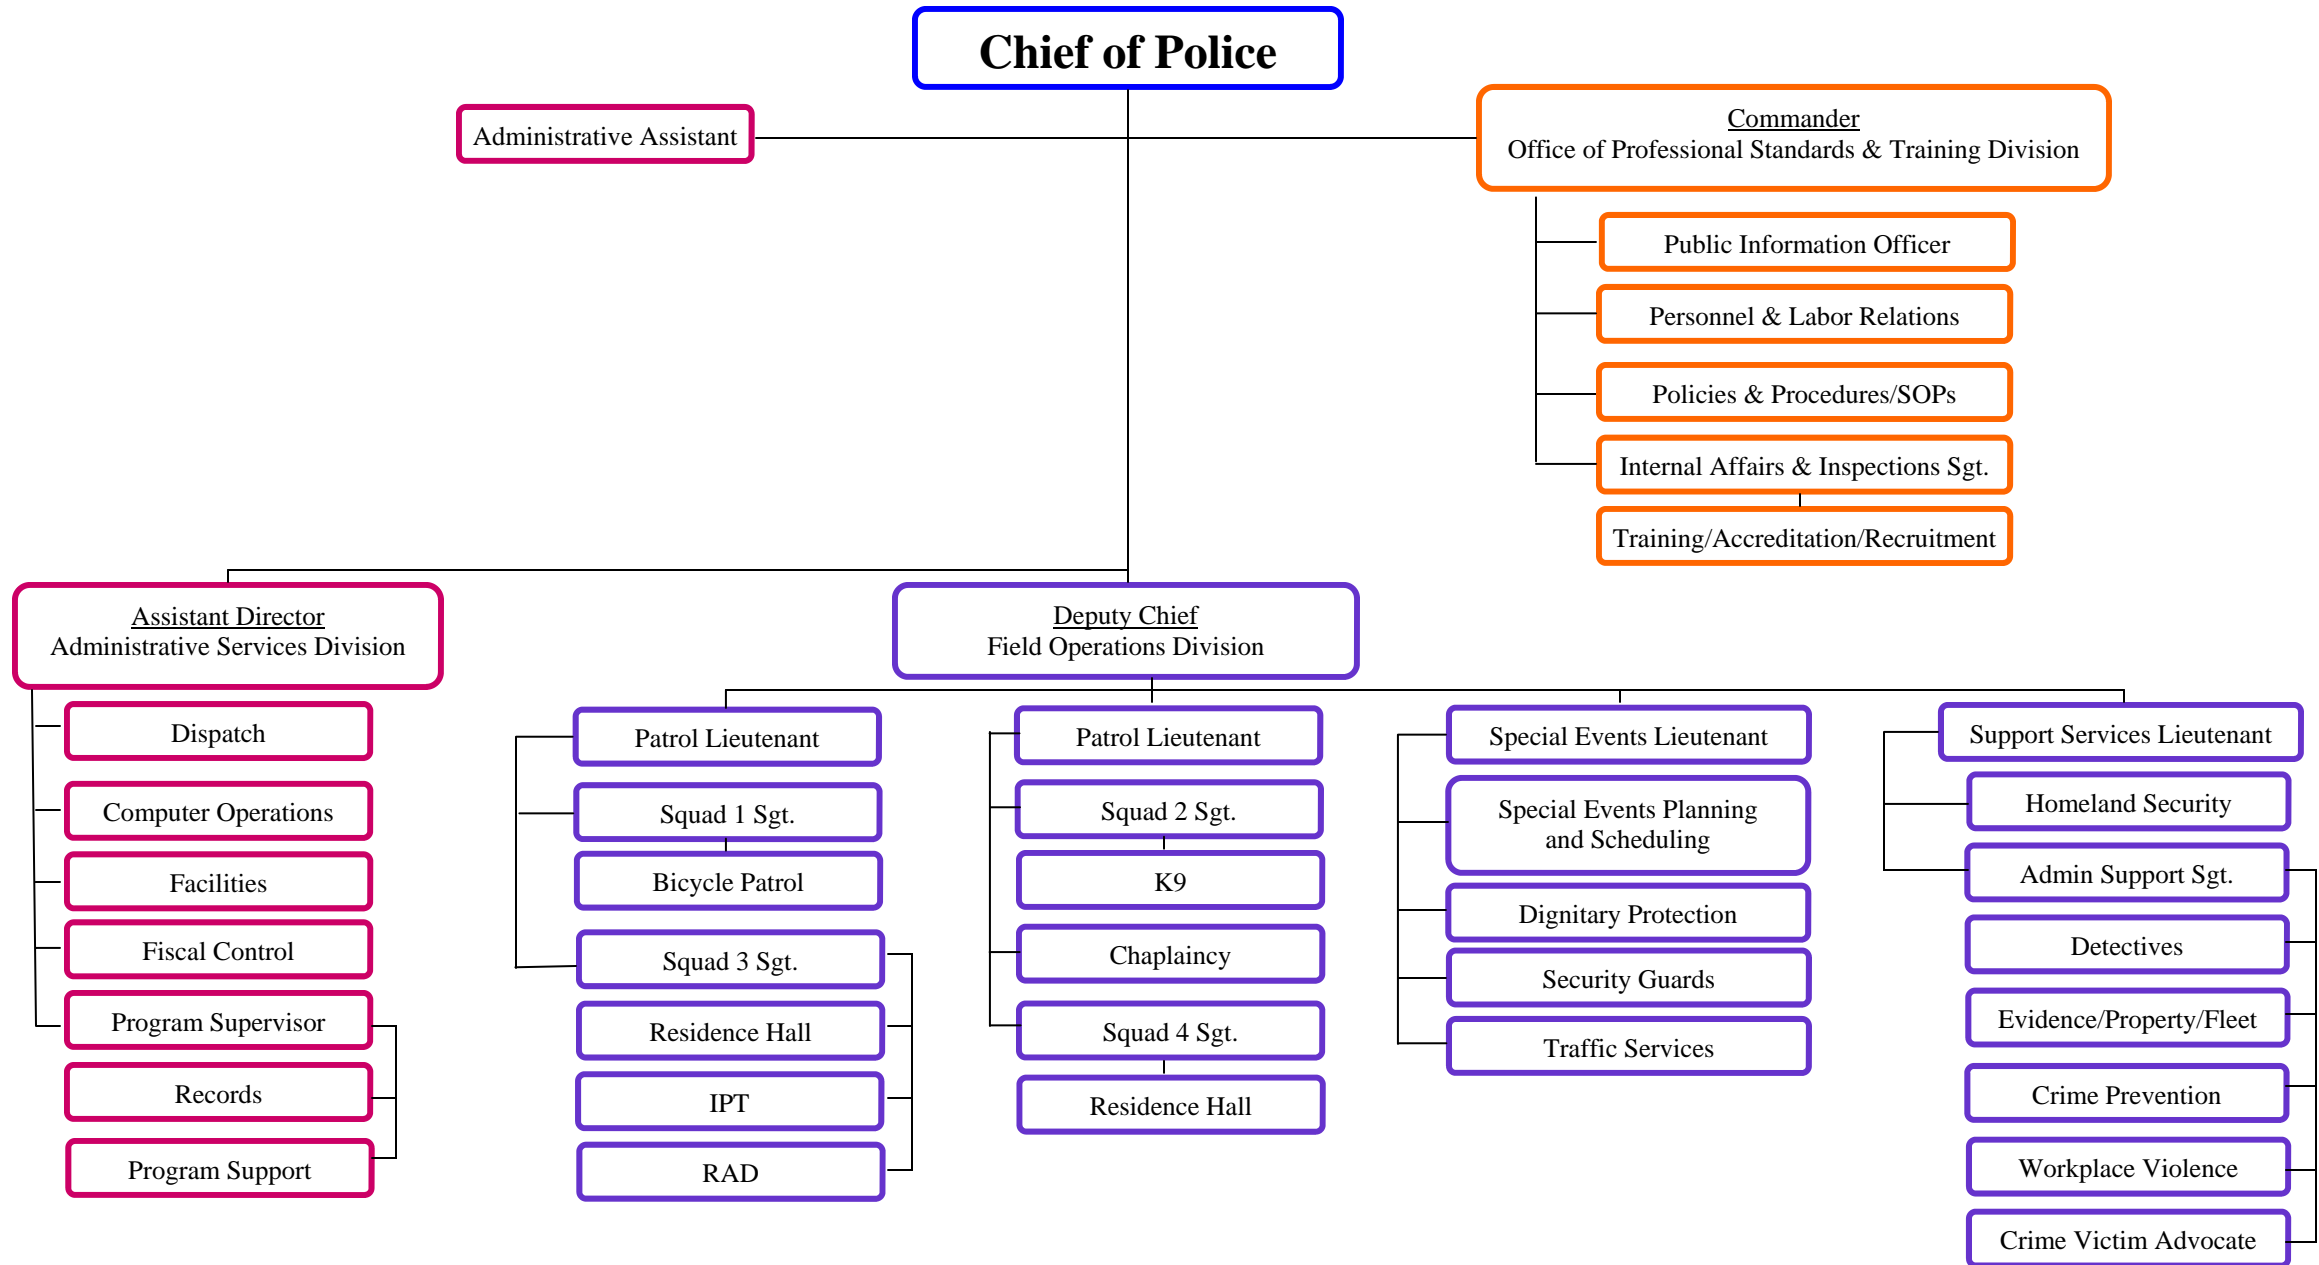 Chief of Police
Administrative Assistant
Commander
Office of Professional Standards & Training Division
Public Information Officer
Personnel & Labor Relations
Policies & Procedures/SOPs
Internal Affairs & Inspections Sgt.
Training/Accreditation/Recruitment
Assistant Director
Administrative Services Division
Dispatch
Computer Operations
Facilities
Fiscal Control
Program Supervisor
Records
Program Support
Deputy Chief
Field Operations Division
Patrol Lieutenant
Squad 1 Sgt.
Bicycle Patrol
Squad 3 Sgt.
Residence Hall
IPT
RAD
Patrol Lieutenant
Squad 2 Sgt.
K9
Chaplaincy
Squad 4 Sgt.
Residence Hall
Special Events Lieutenant
Special Events Planning
and Scheduling
Dignitary Protection
Security Guards
Traffic Services
Support Services Lieutenant
Homeland Security
Admin Support Sgt.
Detectives
Evidence/Property/Fleet
Crime Prevention
Workplace Violence
Crime Victim Advocate